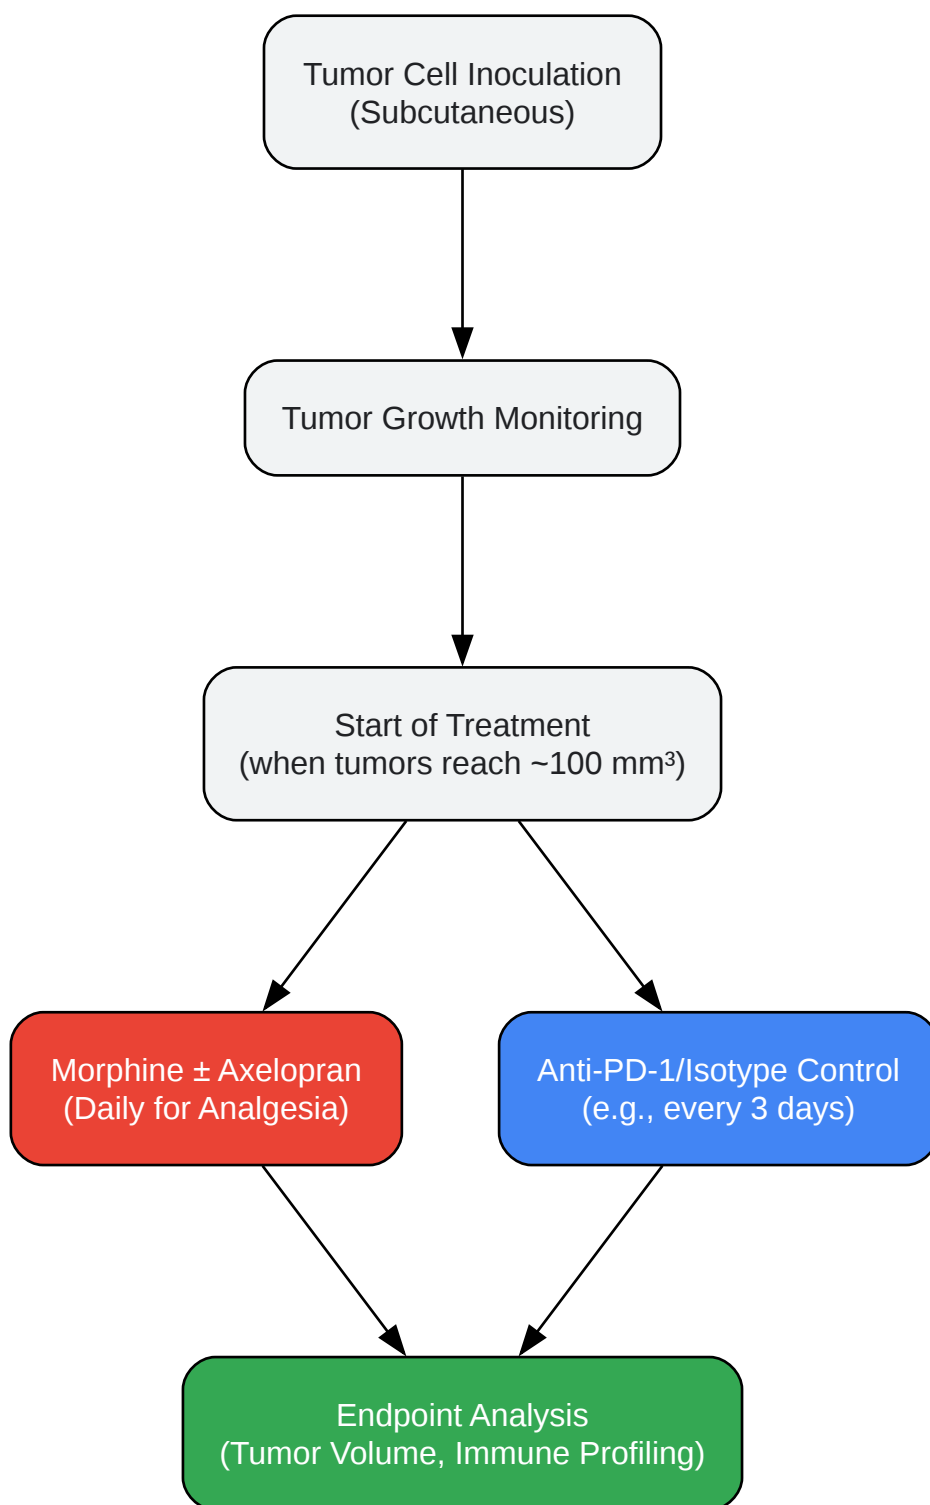 Tumor Cell Inoculation
(Subcutaneous)
Tumor Growth Monitoring
Start of Treatment
(when tumors reach ~100 mm³)
Morphine ± Axelopran
(Daily for Analgesia)
Anti-PD-1/Isotype Control
(e.g., every 3 days)
Endpoint Analysis
(Tumor Volume, Immune Profiling)